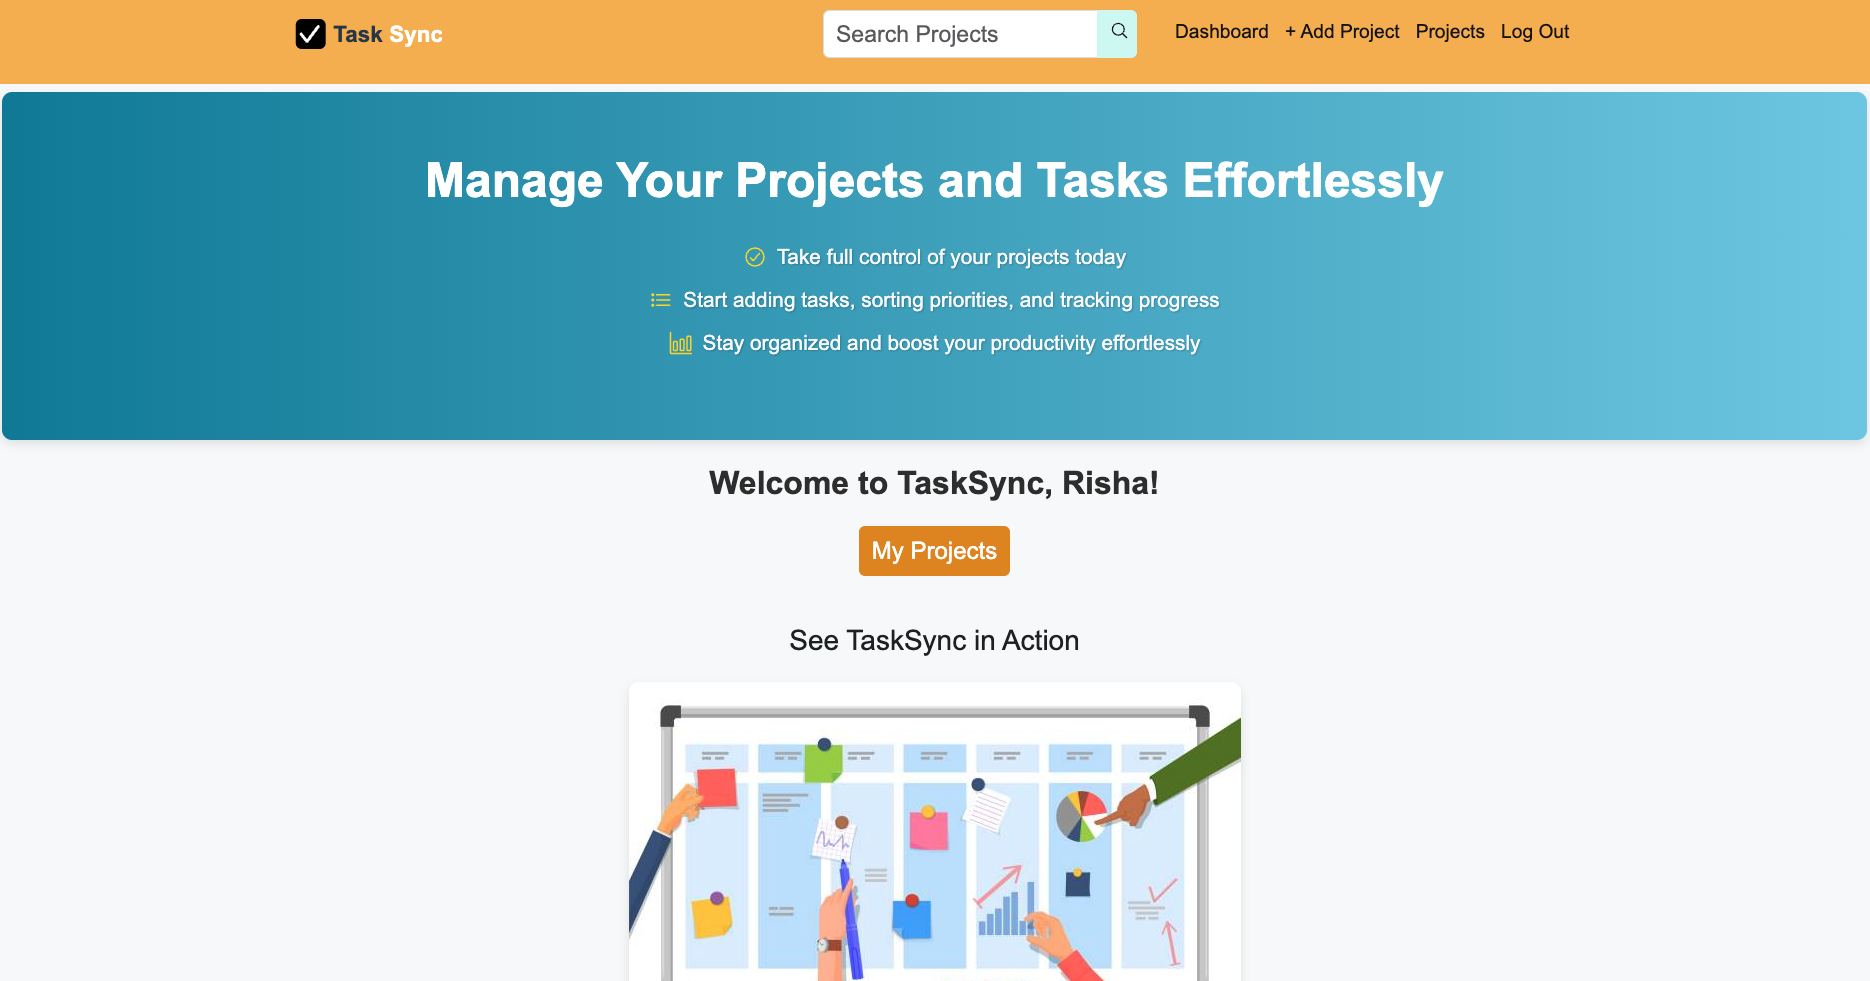 Task Sync
Search Projects
Dashboard + Add Project Projects Log Out
Manage Your Projects and Tasks Effortlessly
Take full control of your projects today
Start adding tasks, sorting priorities, and tracking progress
Stay organized and boost your productivity effortlessly
Welcome to TaskSync, Risha!
My Projects
See TaskSync in Action